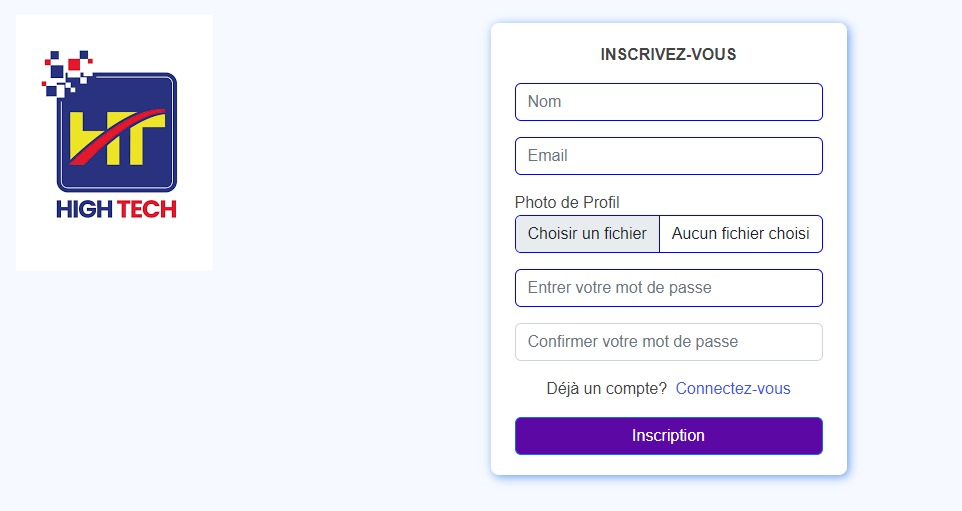 HT
HIGH TECH
INSCRIVEZ-VOUS
Nom
Email
Photo de Profil
Choisir un fichier Aucun fichier choisi
Entrer votre mot de passe
Confirmer votre mot de passe
Déjà un compte? Connectez-vous
Inscription